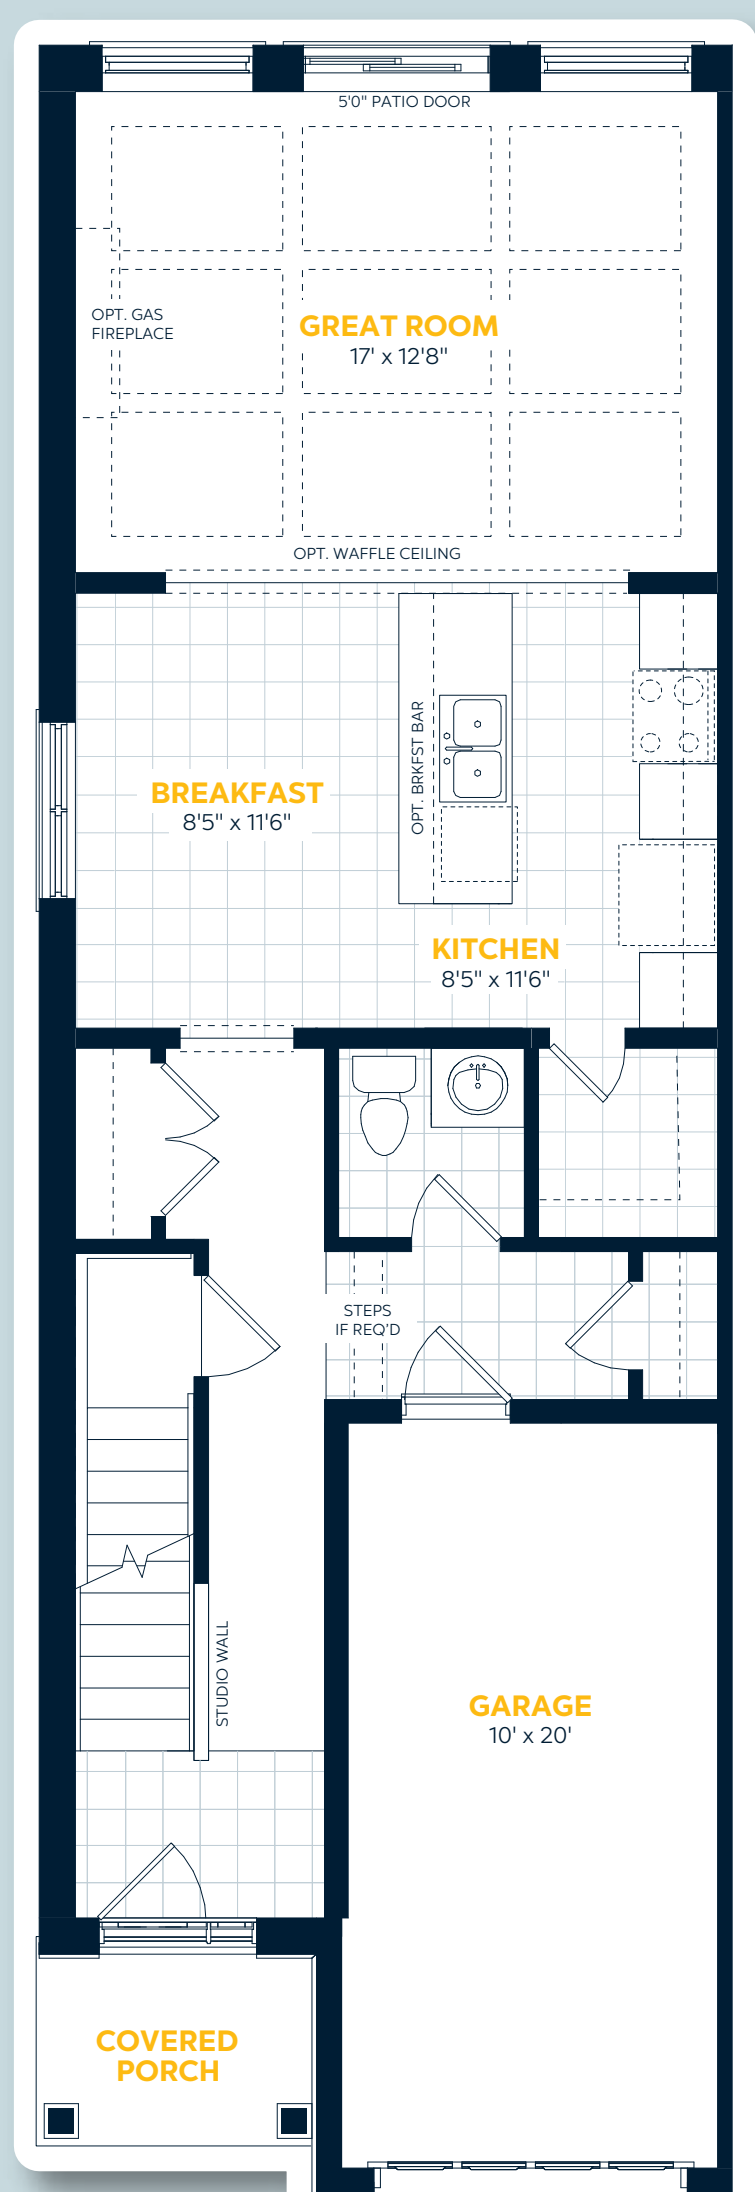 5'0" PATIO DOOR
OPT. GAS
FIREPLACE
GREAT ROOM
17' x 12'8"
OPT. WAFFLE CEILING
OPT. BRKFST BAR
BREAKFAST
8'5" x 11'6"
KITCHEN
8'5" x 11'6"
STEPS
IF REQ'D
STUDIO WALL
GARAGE
10' x 20'
COVERED
PORCH